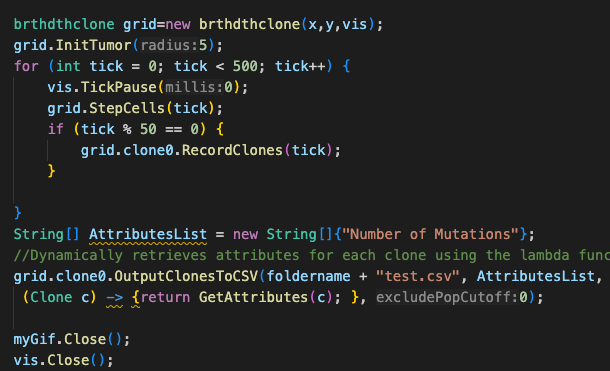 brthdthclone grid=new brthdthclone(x,y,vis);
grid.InitTumor(radius:5);
for (int tick = 0; tick < 500; tick++) {
vis.TickPause(millis:0);
grid.StepCells(tick);
if (tick % 50 == 0) {
grid.clone0.RecordClones(tick);
}
}
String[] AttributesList = new String[]{"Number of Mutations"};
//Dynamically retrieves attributes for each clone using the lambda func
grid.clone0.OutputClonesToCSV(foldername + "test.csv", AttributesList,
(Clone c) -> {return GetAttributes(c); }, excludePopCutoff:0);
myGif.Close();
vis.Close();